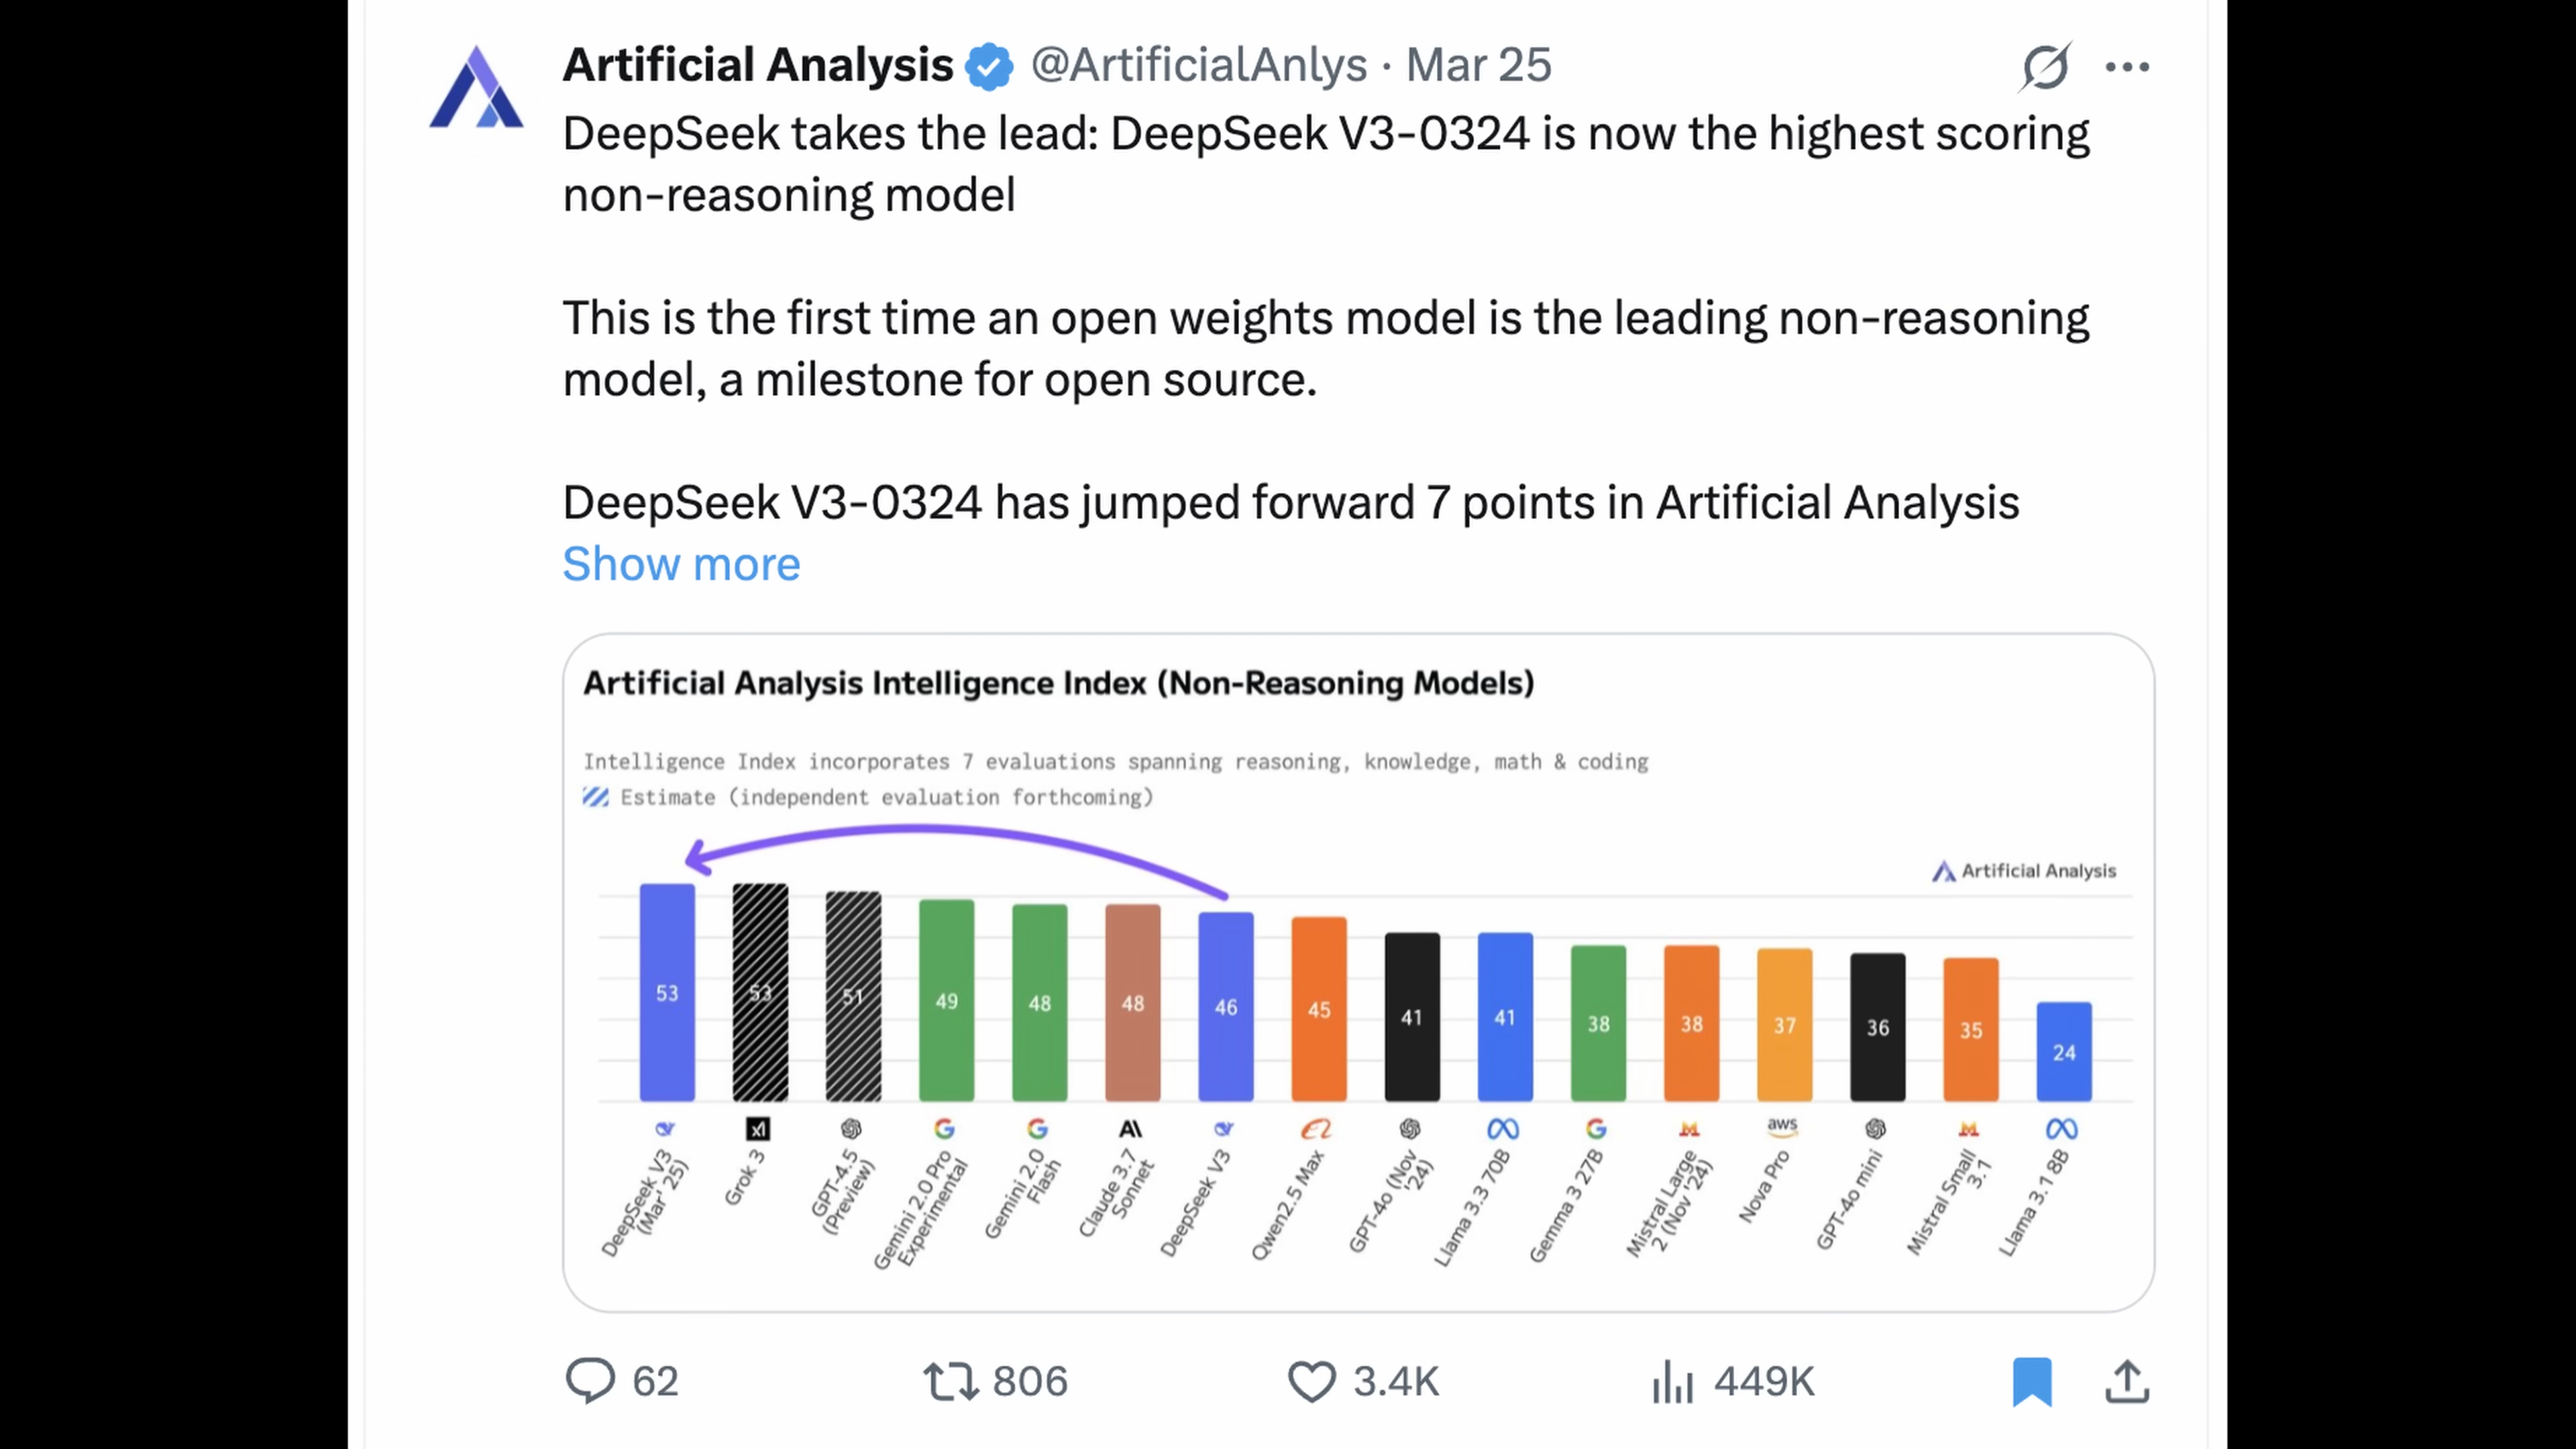 Artificial Analysis @ArtificialAnlys · Mar 25
DeepSeek takes the lead: DeepSeek V3-0324 is now the highest scoring
non-reasoning model
This is the first time an open weights model is the leading non-reasoning
model, a milestone for open source.
DeepSeek V3-0324 has jumped forward 7 points in Artificial Analysis
Show more
Artificial Analysis Intelligence Index (Non-Reasoning Models)
Intelligence Index incorporates 7 evaluations spanning reasoning, knowledge, math & coding
Estimate (independent evaluation forthcoming)
Artificial Analysis
53 53 51 49 48 48 46 45 41 41 38 38 37 36 35 24
xI
A\
aws
DeepSeek V3
(Mar' 25)
Grok 3
GPT-4.5
(Preview)
Gemini 2.0 Pro
Experimental
Gemini 2.0
Flash
Claude 3.7
Sonnet
DeepSeek V3
Qwen2.5 Max
GPT-4o (Nov
'24)
Llama 3.3 70B
Gemma 3 27B
Mistral Large
2 (Nov '24)
Nova Pro
GPT-4o mini
Mistral Small
3.1
Llama 3.1 8B
62 806 3.4K 449K